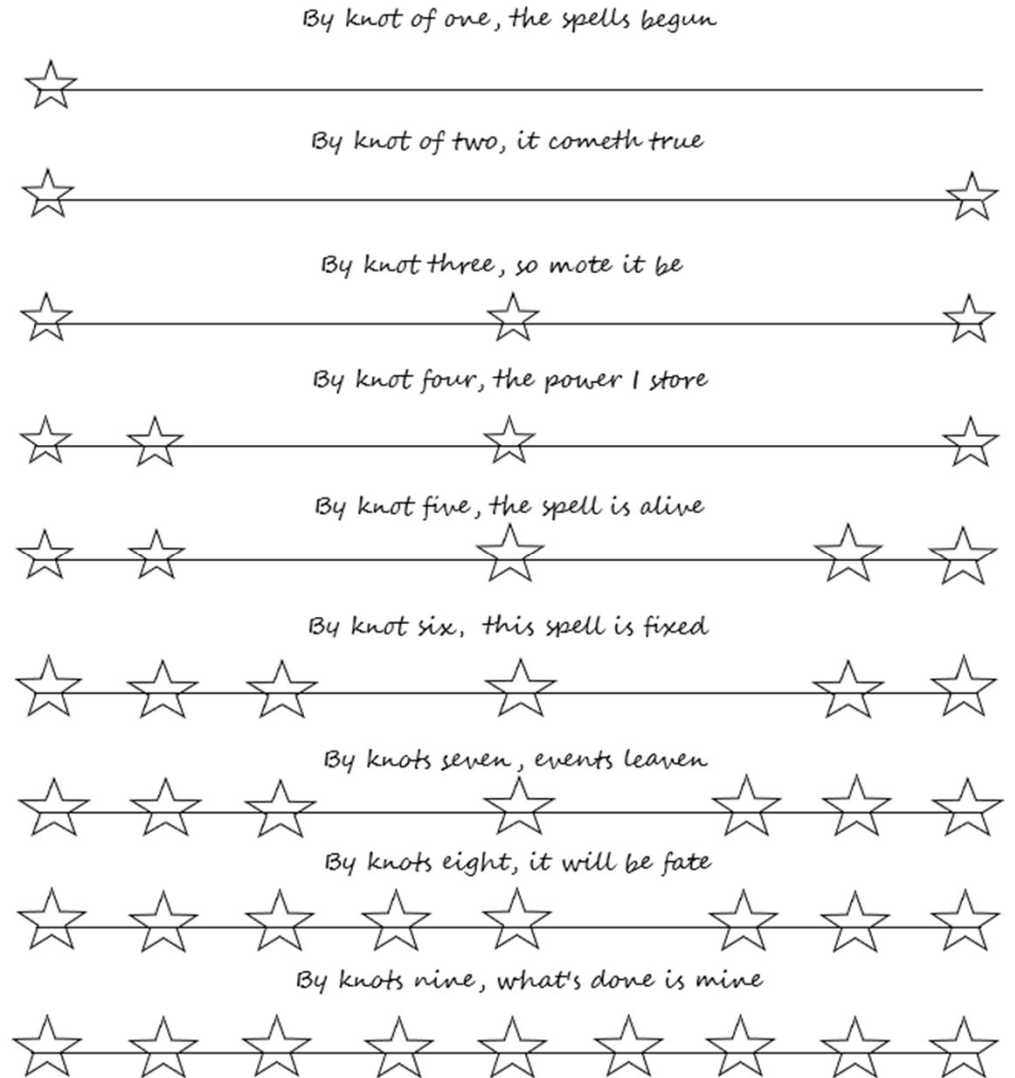 By knot of one, the spells begun
By knot of two, it cometh true
By knot three, so mote it be
By knot four, the power I store
By knot five, the spell is alive
By knot six, this spell is fixed
By knots seven, events leaven
By knots eight, it will be fate
By knots nine, what's done is mine